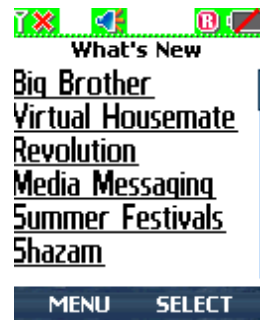 R
What's New
Big Brother
Virtual Housemate
Revolution
Media Messaging
Summer Festivals
Shazam
MENU SELECT